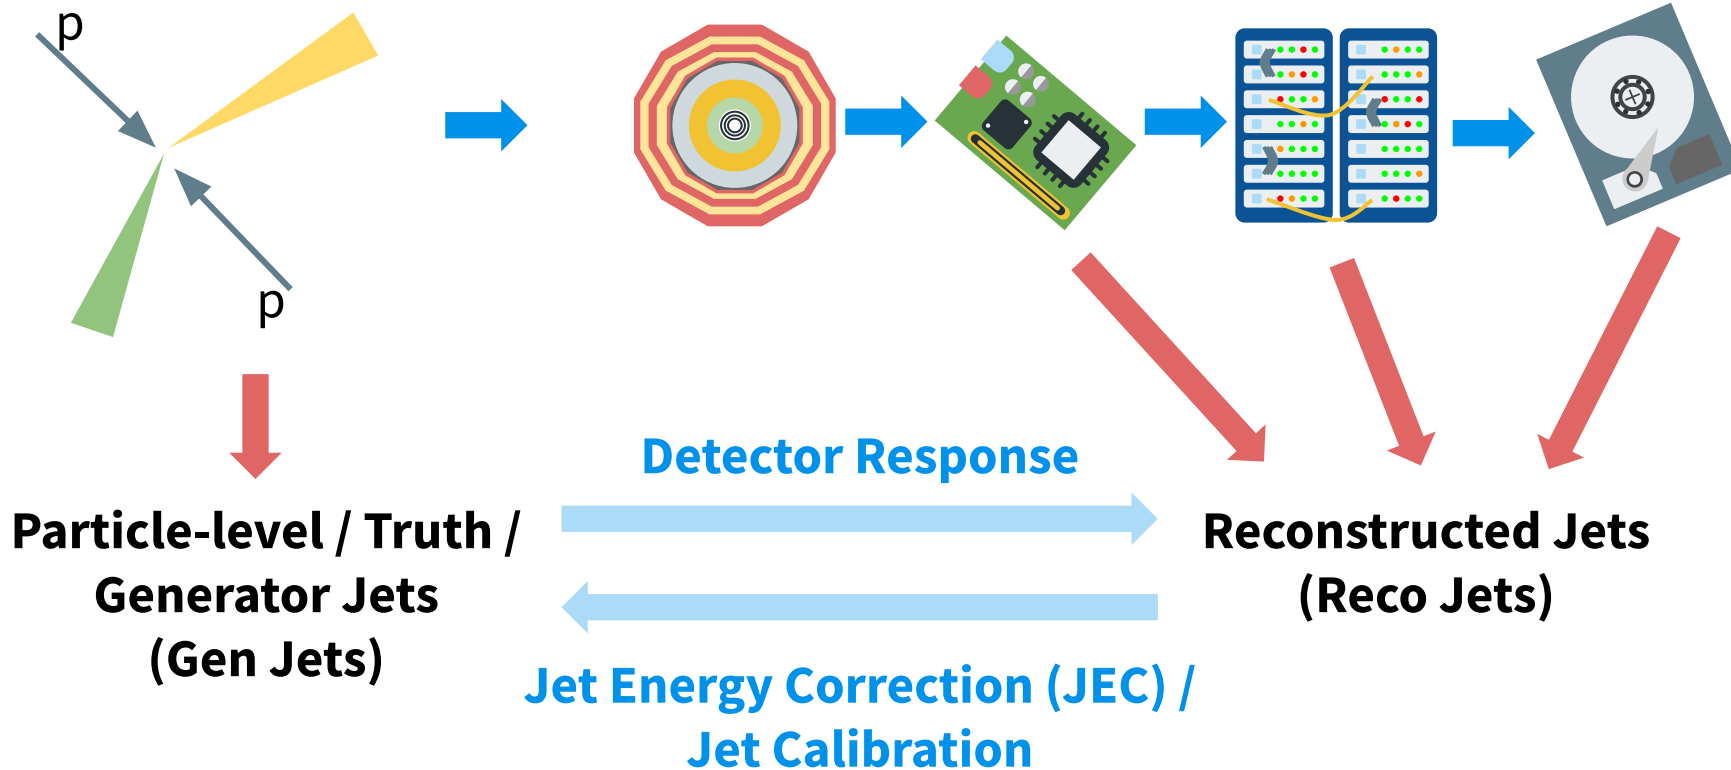 p
p
Detector Response
Particle-level / Truth /
Generator Jets
(Gen Jets)
Reconstructed Jets
(Reco Jets)
Jet Energy Correction (JEC) /
Jet Calibration